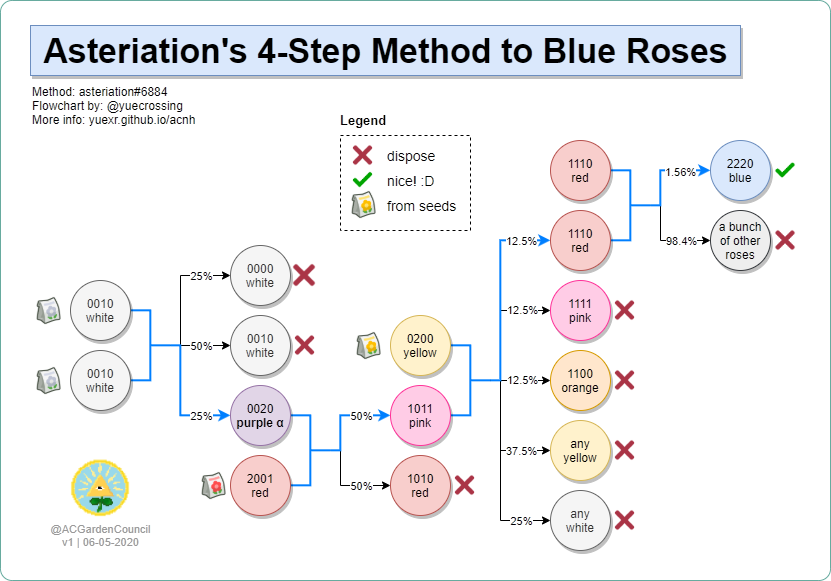 Asteriation's 4-Step Method to Blue Roses
Method: asteriation#6884
Flowchart by: @yuecrossing
More info: yuexr.github.io/acnh
Legend
dispose
nice! :D
from seeds
0010
white
0010
white
25%
0000
white
50%
0010
white
25%
0020
purple α
2001
red
0200
yellow
50%
1011
pink
50%
1010
red
1110
red
12.5%
1110
red
12.5%
1111
pink
12.5%
1100
orange
37.5%
any
yellow
25%
any
white
1.56%
2220
blue
98.4%
a bunch
of other
roses
@ACGardenCouncil
v1 | 06-05-2020